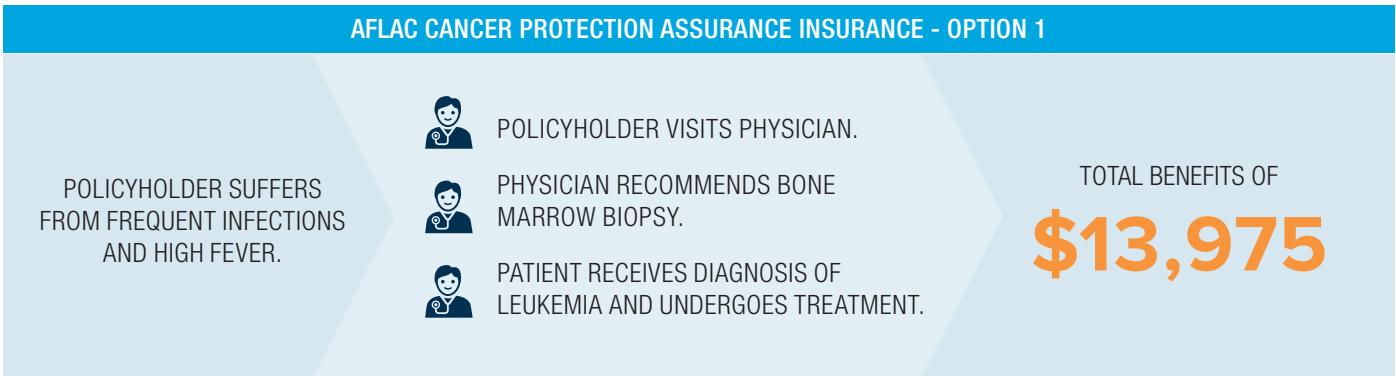 AFLAC CANCER PROTECTION ASSURANCE INSURANCE - OPTION 1
POLICYHOLDER SUFFERS
FROM FREQUENT INFECTIONS
AND HIGH FEVER.
POLICYHOLDER VISITS PHYSICIAN.
PHYSICIAN RECOMMENDS BONE
MARROW BIOPSY.
PATIENT RECEIVES DIAGNOSIS OF
LEUKEMIA AND UNDERGOES TREATMENT.
TOTAL BENEFITS OF
$13,975